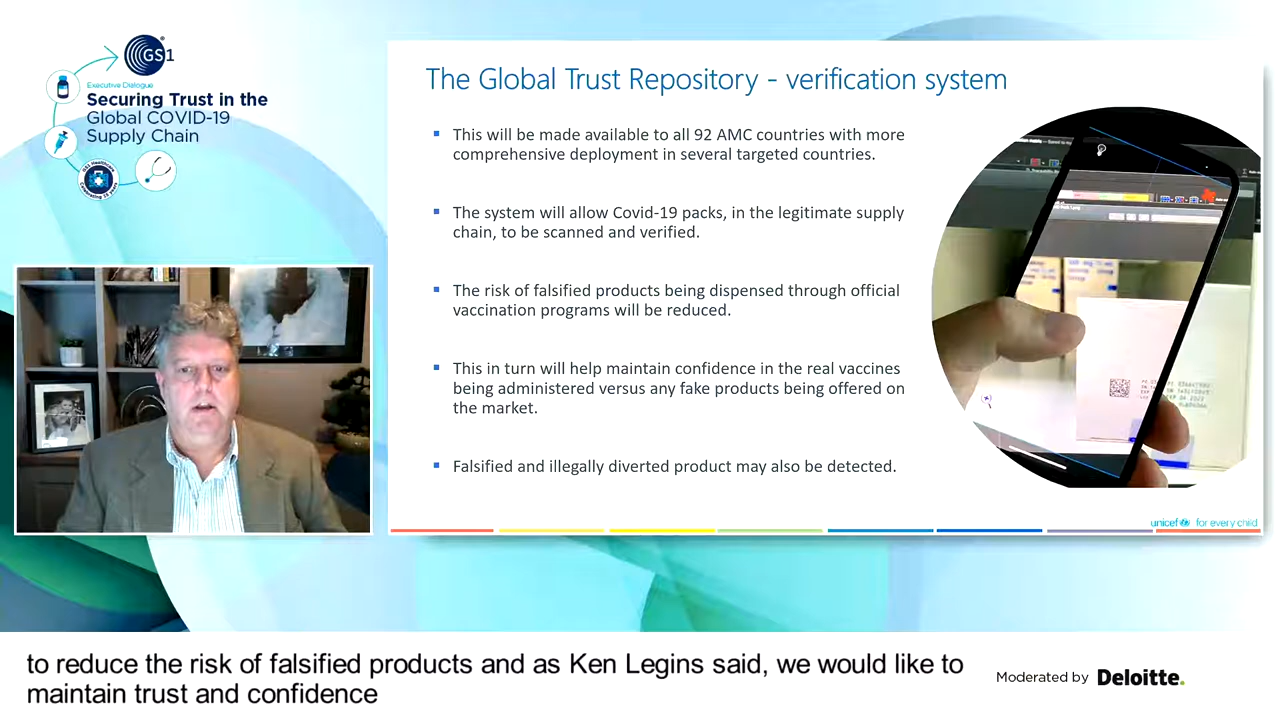 GS1
Executive Dialogue
Securing Trust in the
Global COVID-19
Supply Chain
The Global Trust Repository - verification system
This will be made available to all 92 AMC countries with more
comprehensive deployment in several targeted countries.
The system will allow Covid-19 packs, in the legitimate supply
chain, to be scanned and verified.
The risk of falsified products being dispensed through official
vaccination programs will be reduced.
This in turn will help maintain confidence in the real vaccines
being administered versus any fake products being offered on
the market.
Falsified and illegally diverted product may also be detected.
unicef for every child
to reduce the risk of falsified products and as Ken Legins said, we would like to
maintain trust and confidence
Moderated by Deloitte.